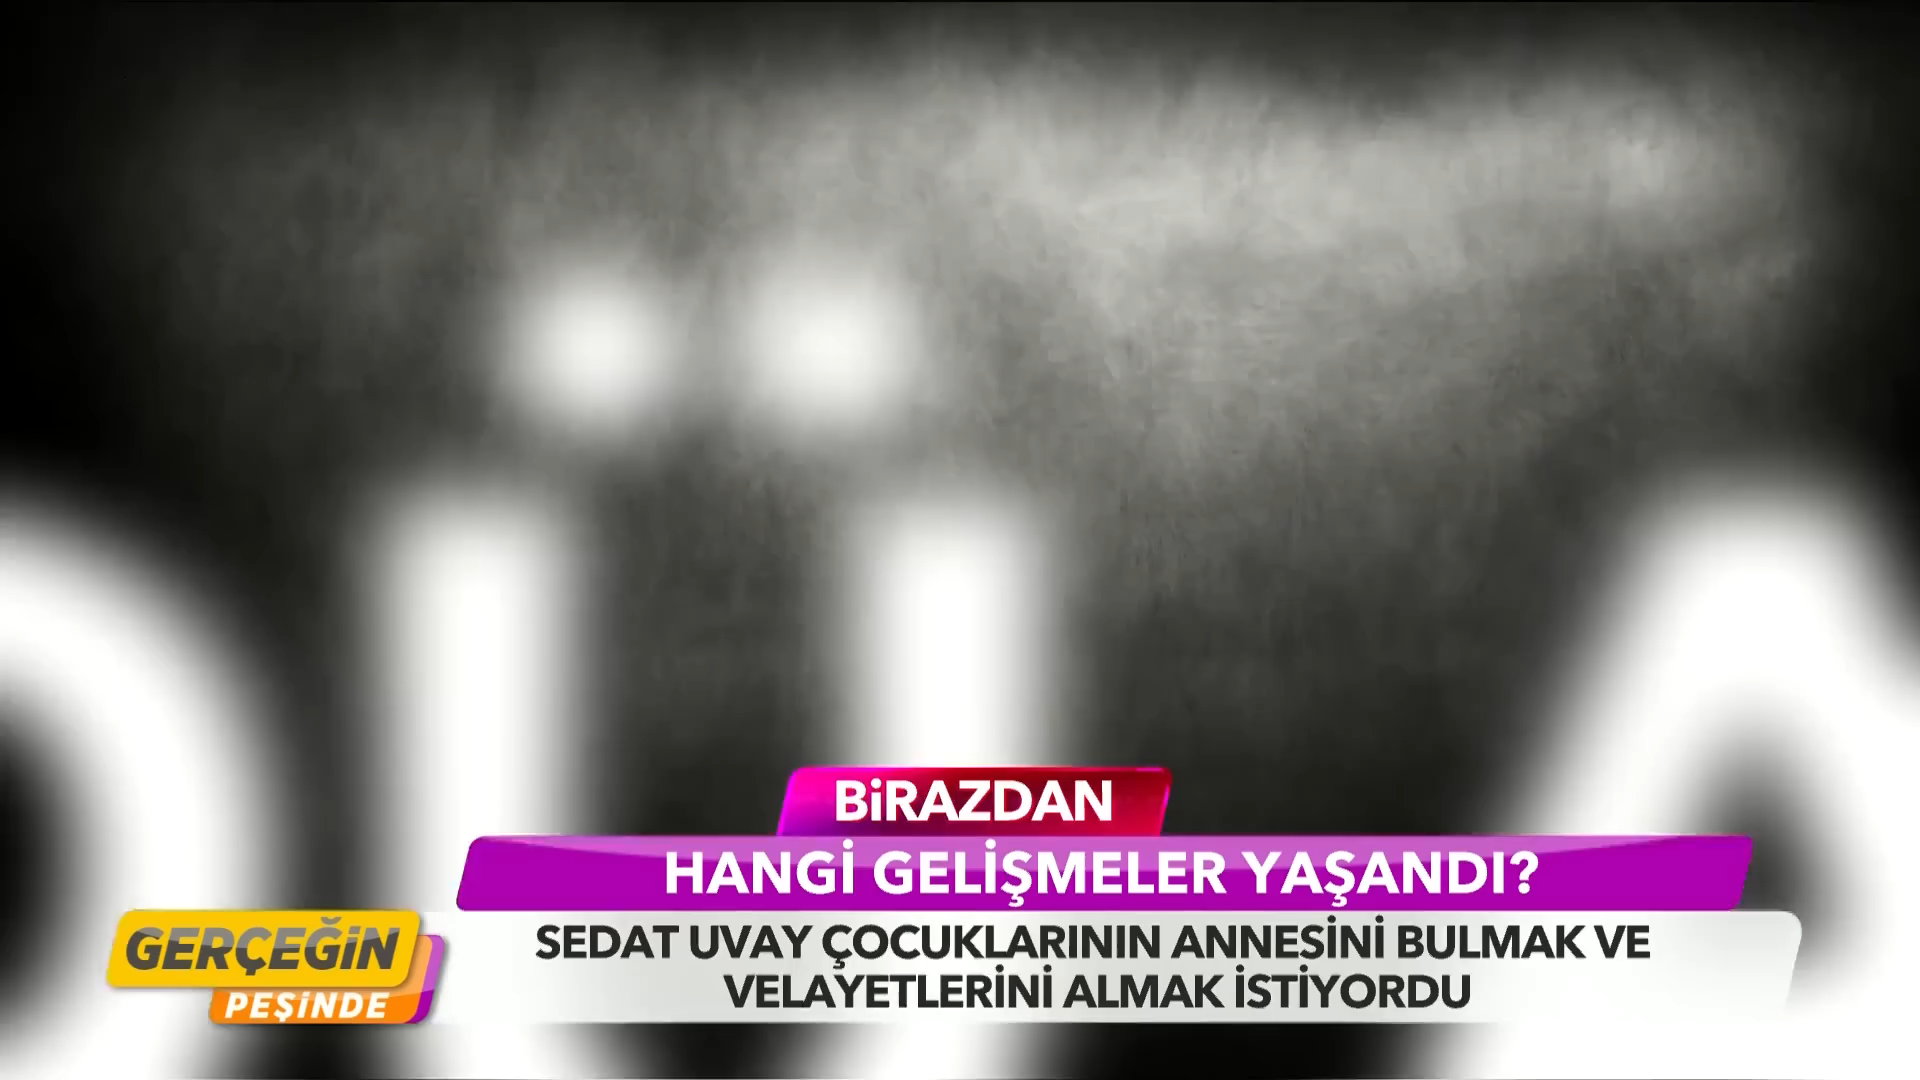 BiRAZDAN
HANGİ GELİŞMELER YAŞANDI?
GERÇEĞİN
PEŞİNDE
SEDAT UVAY ÇOCUKLARININ ANNESİNİ BULMAK VE
VELAYETLERİNİ ALMAK İSTİYORDU